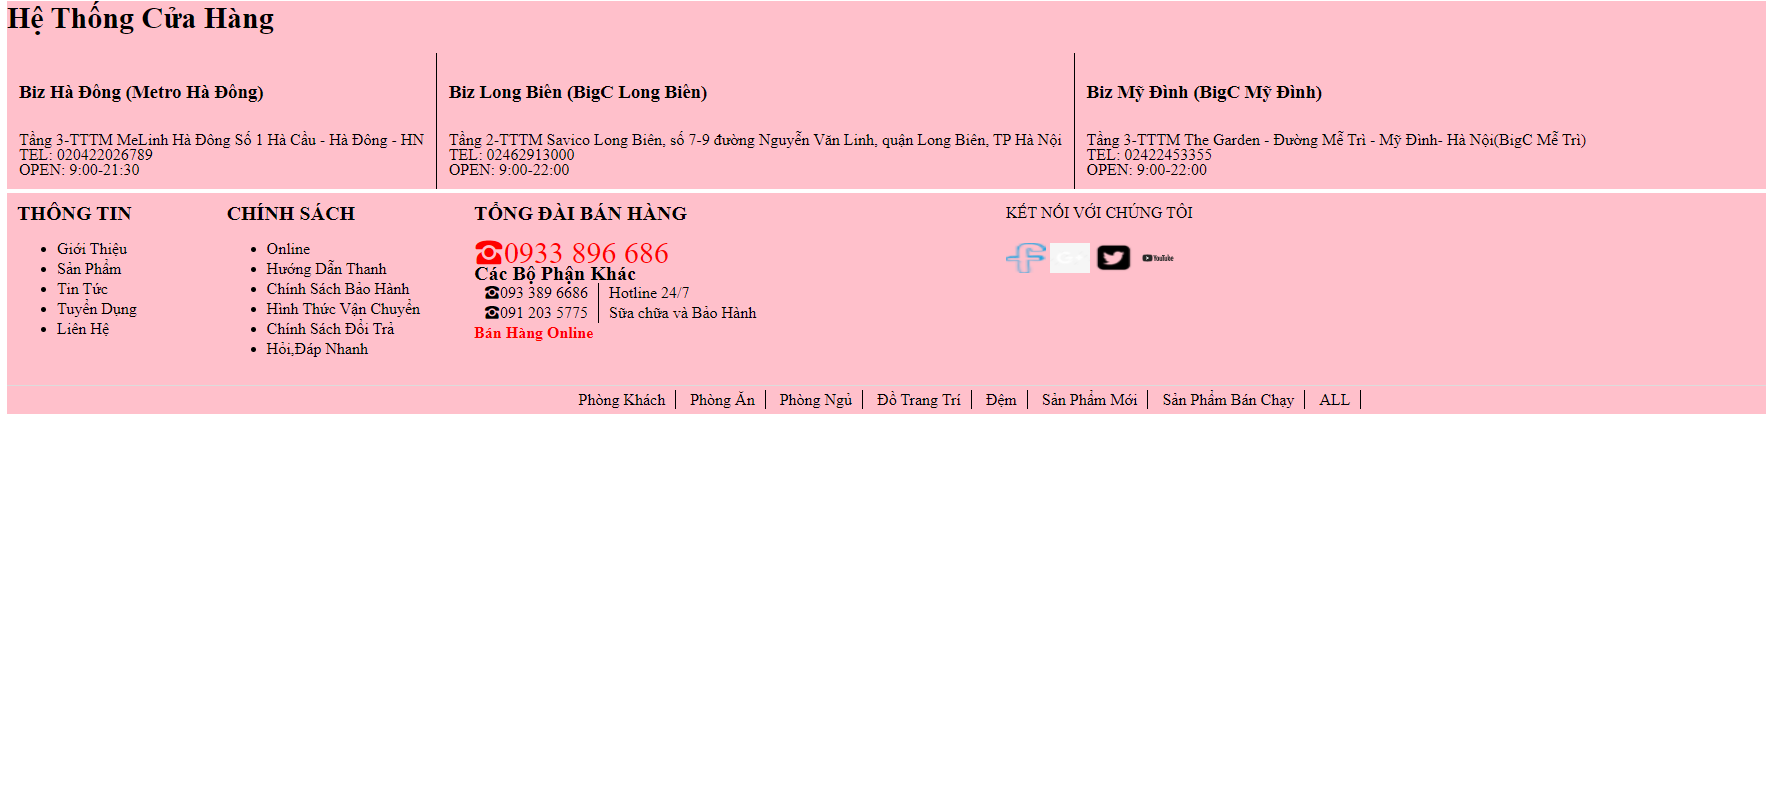 Hệ Thống Cửa Hàng
Biz Hà Đông (Metro Hà Đông)
Tầng 3-TTTM MeLinh Hà Đông Số 1 Hà Cầu - Hà Đông - HN
TEL: 020422026789
OPEN: 9:00-21:30
Biz Long Biên (BigC Long Biên)
Tầng 2-TTTM Savico Long Biên, số 7-9 đường Nguyễn Văn Linh, quận Long Biên, TP Hà Nội
TEL: 02462913000
OPEN: 9:00-22:00
Biz Mỹ Đình (BigC Mỹ Đình)
Tầng 3-TTTM The Garden - Đường Mễ Trì - Mỹ Đình- Hà Nội(BigC Mễ Trì)
TEL: 02422453355
OPEN: 9:00-22:00
THÔNG TIN
Giới Thiệu
Sản Phẩm
Tin Tức
Tuyển Dụng
Liên Hệ
CHÍNH SÁCH
Online
Hướng Dẫn Thanh
Chính Sách Bảo Hành
Hình Thức Vận Chuyển
Chính Sách Đổi Trả
Hỏi,Đáp Nhanh
TỔNG ĐÀI BÁN HÀNG
0933 896 686
Các Bộ Phận Khác
093 389 6686 Hotline 24/7
091 203 5775 Sữa chữa và Bảo Hành
Bán Hàng Online
KẾT NỐI VỚI CHÚNG TÔI
f G+ YouTube
Phòng Khách Phòng Ăn Phòng Ngủ Đồ Trang Trí Đệm Sản Phẩm Mới Sản Phẩm Bán Chạy ALL